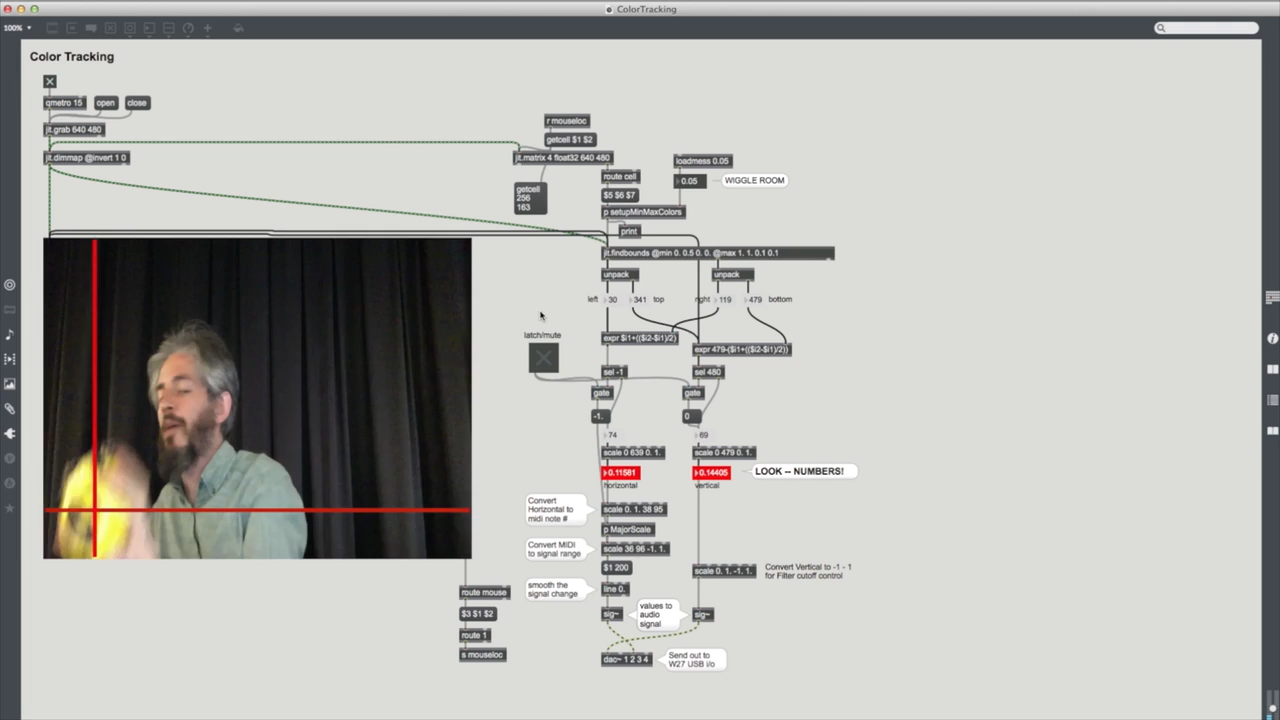 ColorTracking
100%
Color Tracking
qmetro 15
open
close
jit.grab 640 480
jit.dimmap @invert 1 0
r mouseloc
getcell $1 $2
jit.matrix 4 float32 640 480
getcell
256
163
route cell
$5 $6 $7
p setupMinMaxColors
print
loadmess 0.05
0.05
WIGGLE ROOM
jit.findbounds @min 0. 0.5 0. 0. @max 1. 1. 0.1 0.1
unpack
unpack
left
30
341
top
right
119
479
bottom
latch/mute
expr $i1+(($i2-$i1)/2)
expr 479-($i1+(($i2-$i1)/2))
sel -1
sel 480
gate
gate
-1.
0
74
69
scale 0 639 0. 1.
scale 0 479 0. 1.
0.11581
0.14405
LOOK -- NUMBERS!
horizontal
vertical
Convert
Horizontal to
midi note #
scale 0. 1. 38 95
p MajorScale
Convert MIDI
to signal range
scale 36 96 -1. 1.
$1 200
scale 0. 1. -1. 1.
Convert Vertical to -1 - 1
for Filter cutoff control
smooth the
signal change
line 0.
sig~
values to
audio
signal
sig~
dac~ 1 2 3 4
Send out to
W27 USB i/o
route mouse
$3 $1 $2
route 1
s mouseloc